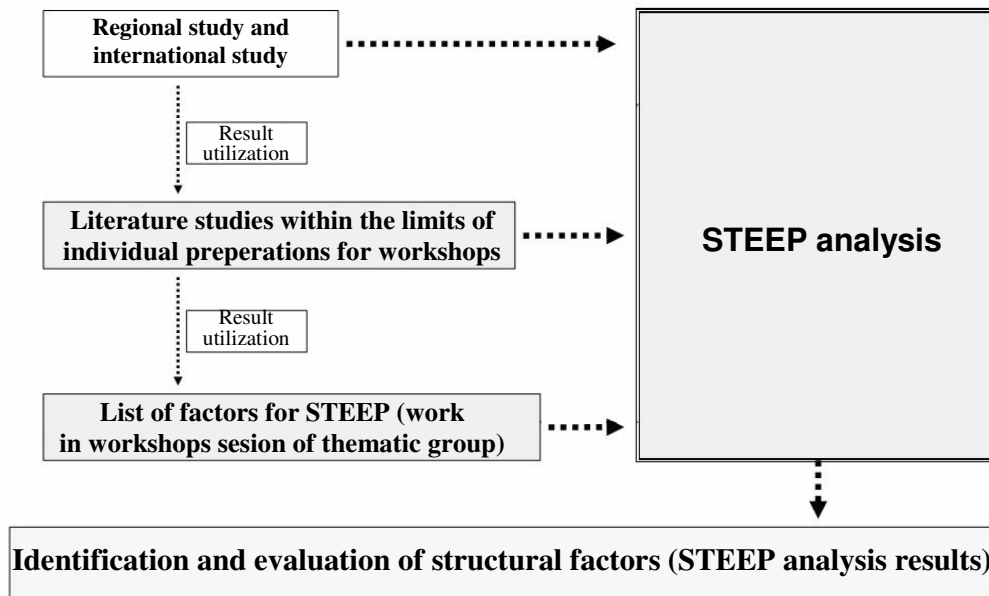 Regional study and
international study
Result
utilization
Literature studies within the limits of
individual preperations for workshops
Result
utilization
List of factors for STEEP (work
in workshops sesion of thematic group)
STEEP analysis
Identification and evaluation of structural factors (STEEP analysis results)